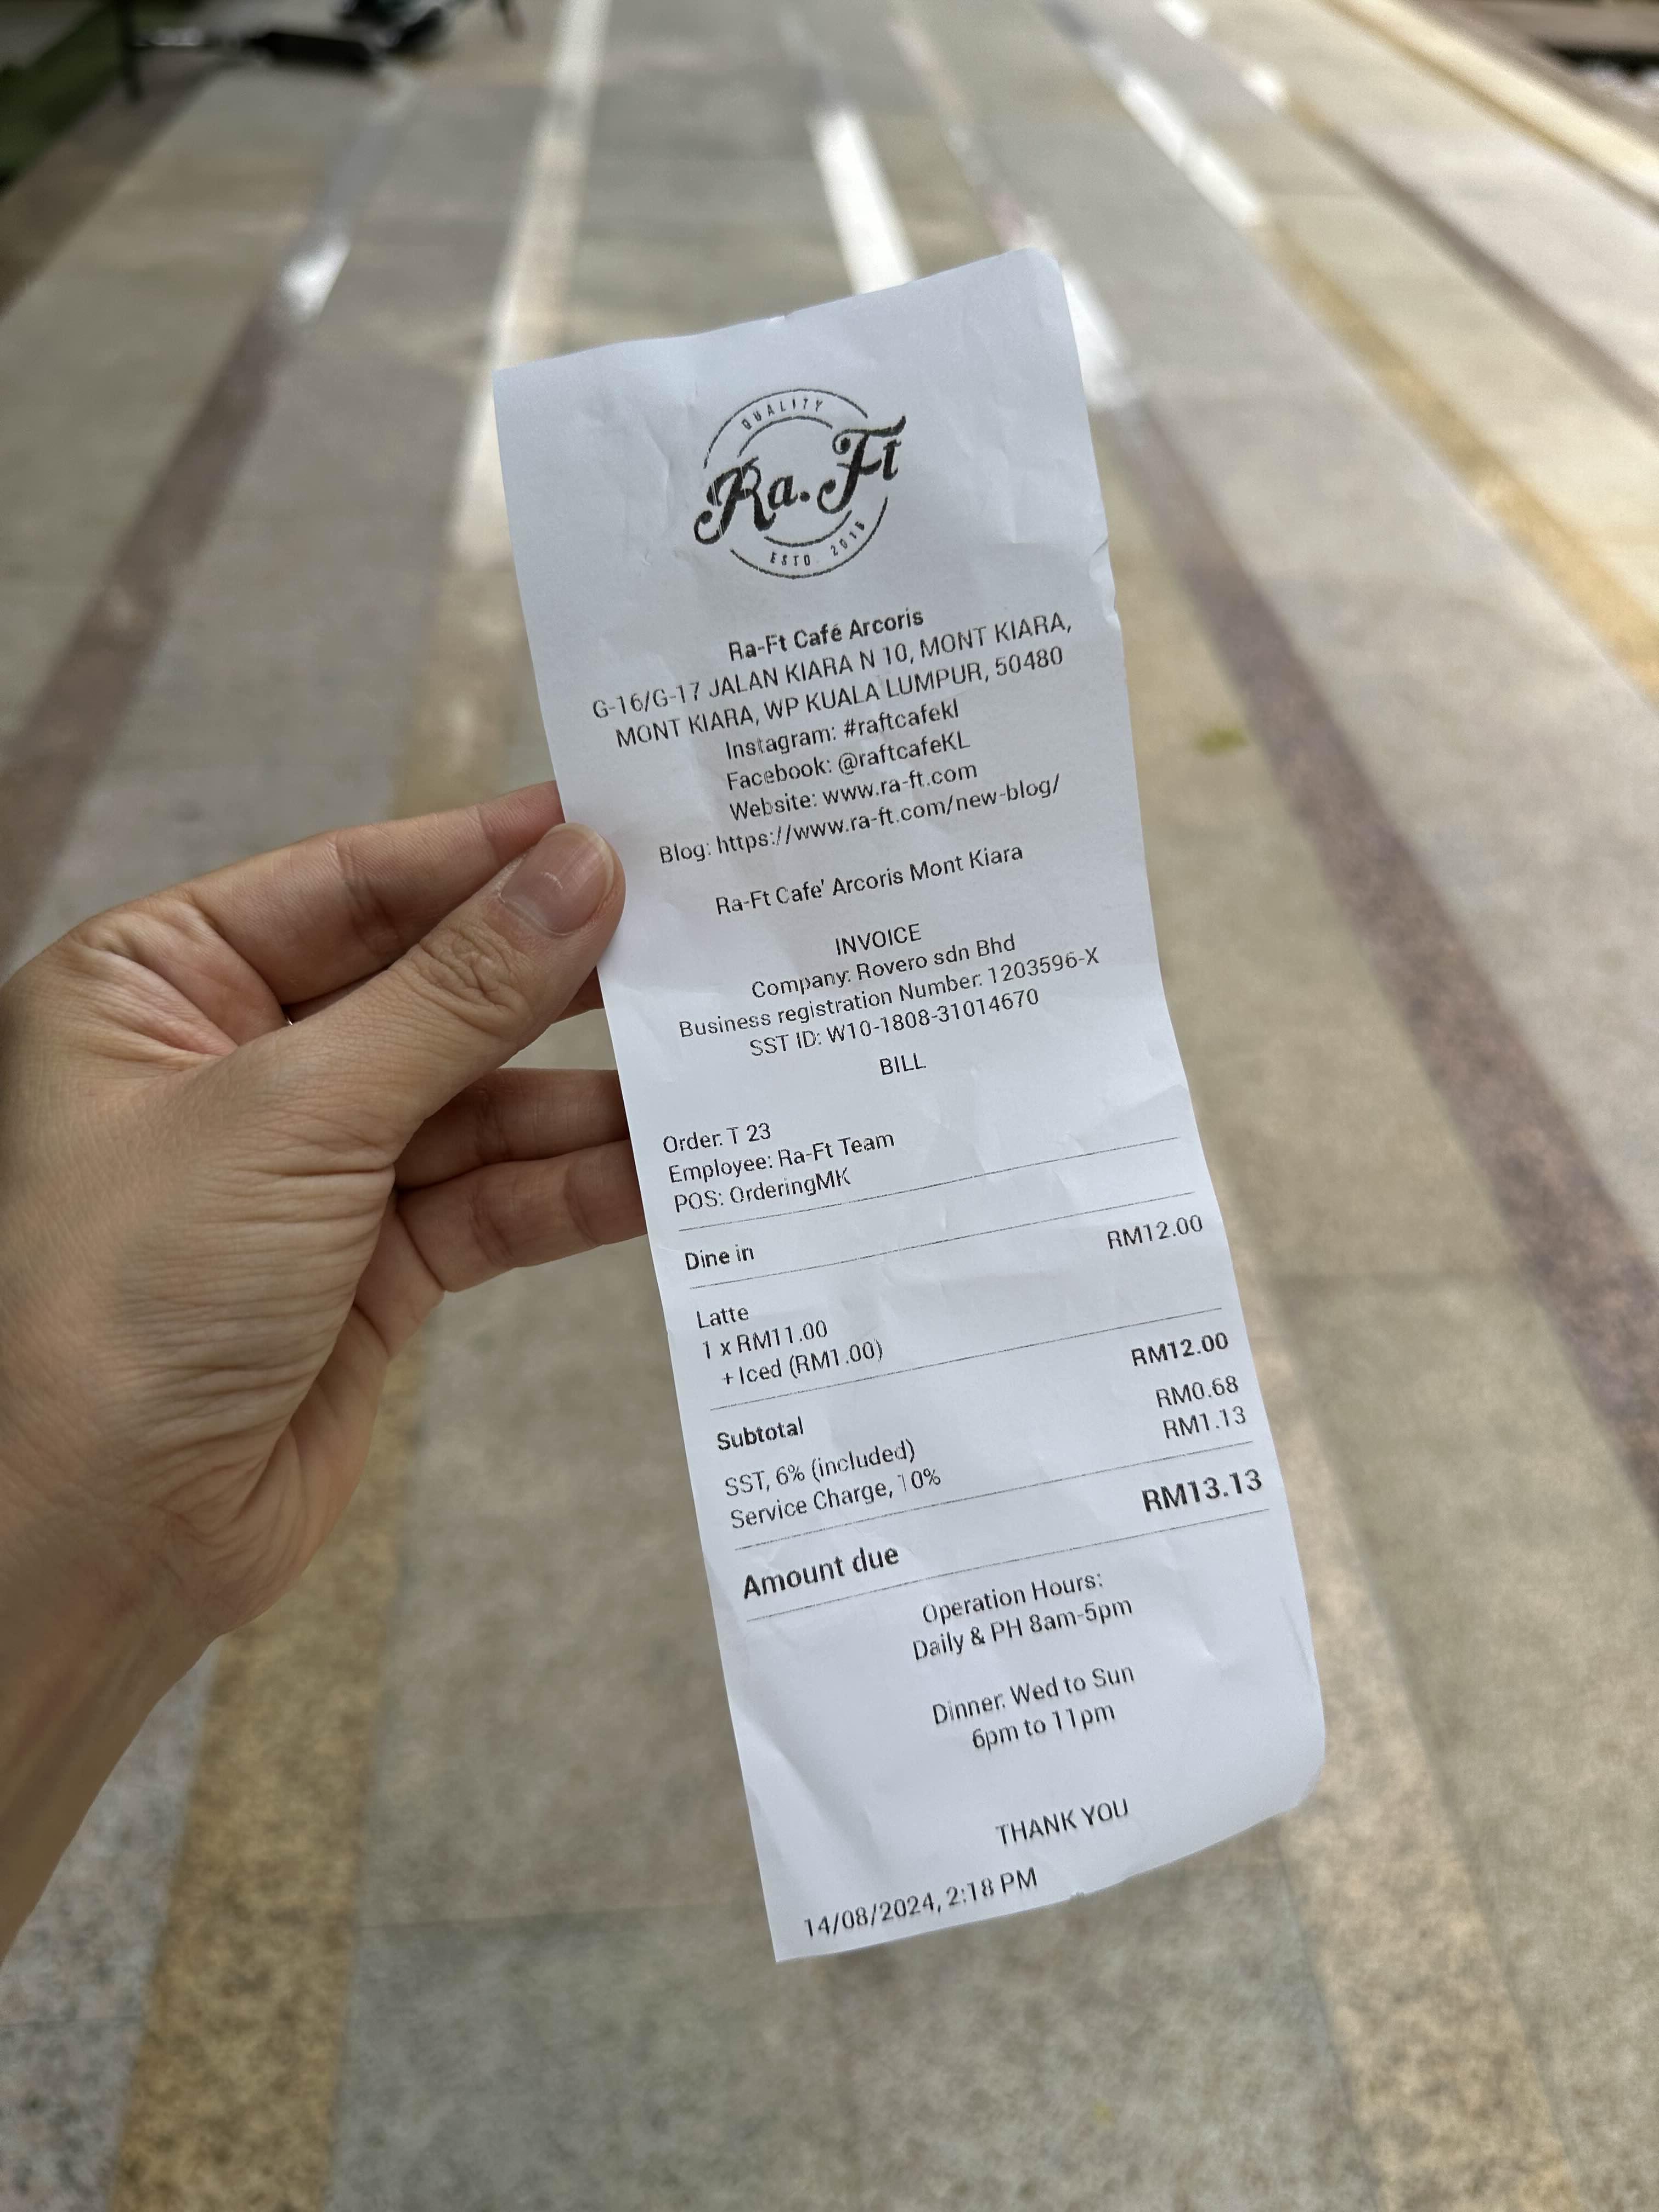 QUALITY
Ra.Ft
ESTD. 2016
Ra-Ft Café Arcoris
G-16/G-17 JALAN KIARA N 10, MONT KIARA,
MONT KIARA, WP KUALA LUMPUR, 50480
Instagram: #raftcafekl
Facebook: @raftcafeKL
Website: www.ra-ft.com
Blog: https://www.ra-ft.com/new-blog/
Ra-Ft Cafe' Arcoris Mont Kiara
INVOICE
Company: Rovero sdn Bhd
Business registration Number: 1203596-X
SST ID: W10-1808-31014670
BILL
Order: T 23
Employee: Ra-Ft Team
POS: OrderingMK
Dine in
Latte RM12.00
1 x RM11.00
+ Iced (RM1.00)
Subtotal RM12.00
SST, 6% (included) RM0.68
Service Charge, 10% RM1.13
Amount due RM13.13
Operation Hours:
Daily & PH 8am-5pm
Dinner: Wed to Sun
6pm to 11pm
THANK YOU
14/08/2024, 2:18 PM